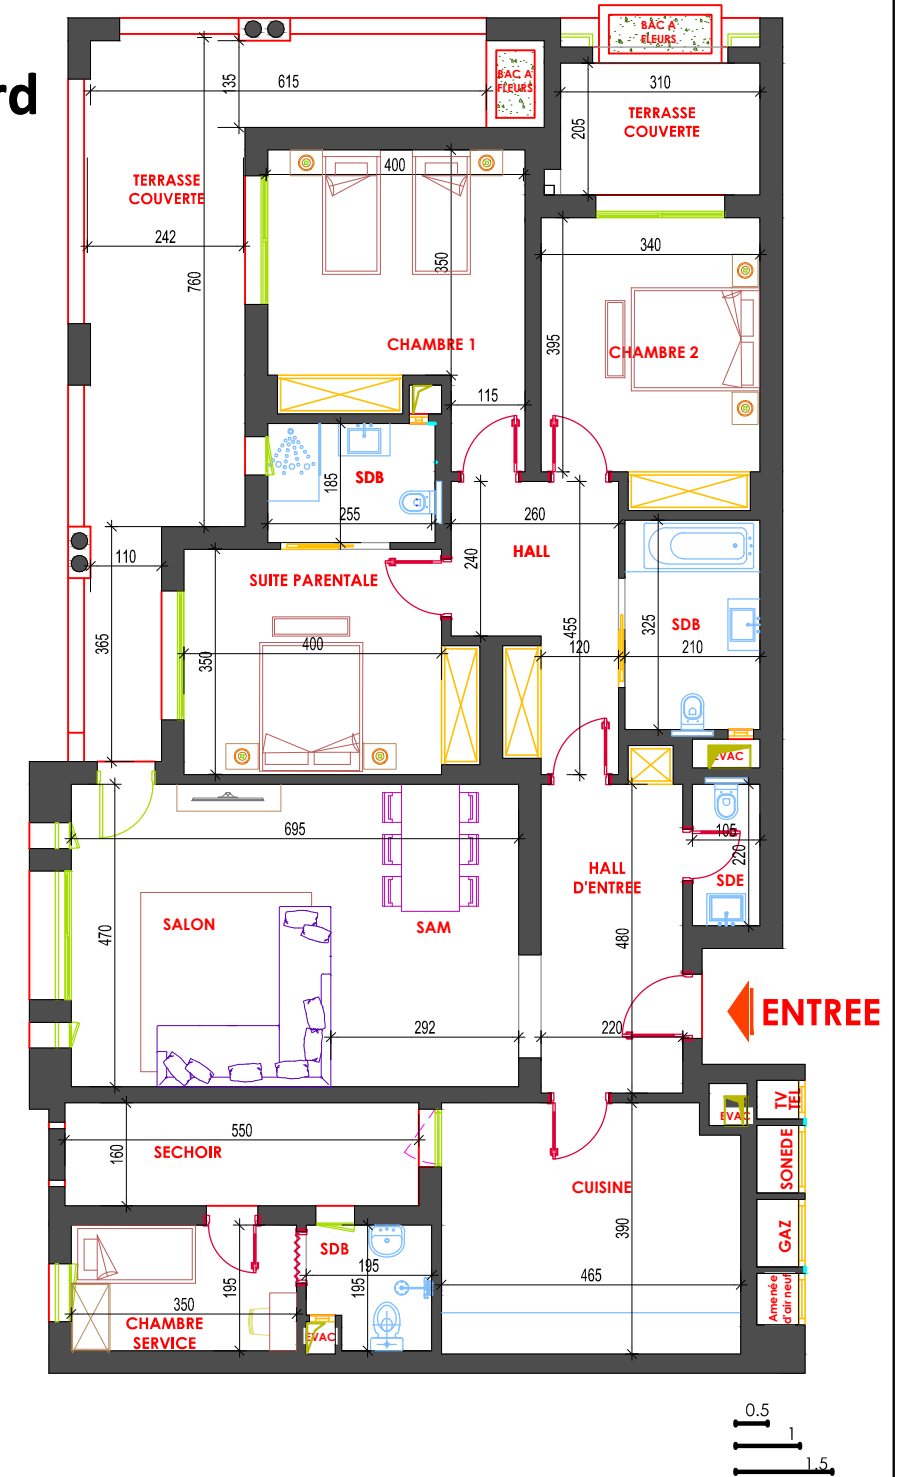 rd
BAC A
FLEURS
BAC A
FLEURS
615
135
310
TERRASSE
COUVERTE
205
TERRASSE
COUVERTE
400
242
760
350
340
CHAMBRE 1
395
CHAMBRE 2
115
SDB
185
255
260
HALL
240
110
SUITE PARENTALE
365
350
400
455
120
325
SDB
210
EVAC
695
105
220
SDE
HALL
D'ENTREE
SALON
SAM
470
480
292
220
ENTREE
550
160
SECHOIR
EVAC
TV
TEL
SONEDE
GAZ
Amenée
d'air neuf
CUISINE
390
465
SDB
195
195
195
350
CHAMBRE
SERVICE
EVAC
0.5
1
1.5